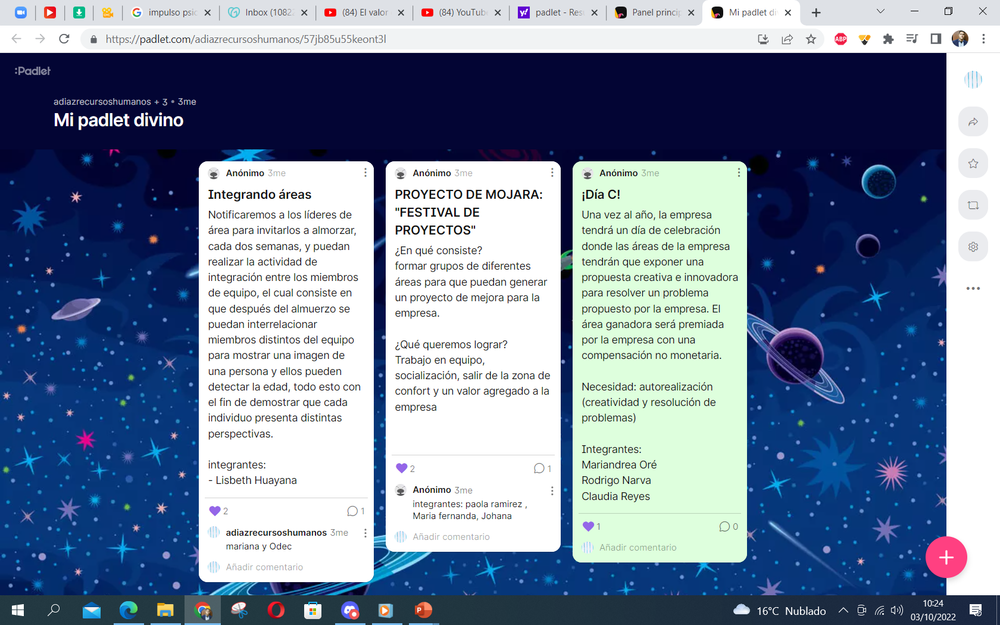 impulso psic
Inbox (1082
(84) El valor
(84) YouTube
padlet - Res
Panel princip
Mi padlet di
https://padlet.com/adiazrecursoshumanos/57jb85u55keont3l
ABP
:Padlet
adiazrecursoshumanos + 3 • 3me
Mi padlet divino
Anónimo 3me
Integrando áreas
Notificaremos a los líderes de
área para invitarlos a almorzar,
cada dos semanas, y puedan
realizar la actividad de
integración entre los miembros
de equipo, el cual consiste en
que después del almuerzo se
puedan interrelacionar
miembros distintos del equipo
para mostrar una imagen de
una persona y ellos pueden
detectar la edad, todo esto con
el fin de demostrar que cada
individuo presenta distintas
perspectivas.
integrantes:
- Lisbeth Huayana
2
1
adiazrecursoshumanos 3me
mariana y Odec
Añadir comentario
Anónimo 3me
PROYECTO DE MOJARA:
"FESTIVAL DE
PROYECTOS"
¿En qué consiste?
formar grupos de diferentes
áreas para que puedan generar
un proyecto de mejora para la
empresa.
¿Qué queremos lograr?
Trabajo en equipo,
socialización, salir de la zona de
confort y un valor agregado a la
empresa
2
1
Anónimo 3me
integrantes: paola ramirez ,
Maria fernanda, Johana
Añadir comentario
Anónimo 3me
¡Día C!
Una vez al año, la empresa
tendrá un día de celebración
donde las áreas de la empresa
tendrán que exponer una
propuesta creativa e innovadora
para resolver un problema
propuesto por la empresa. El
área ganadora será premiada
por la empresa con una
compensación no monetaria.
Necesidad: autorealización
(creatividad y resolución de
problemas)
Integrantes:
Mariandrea Oré
Rodrigo Narva
Claudia Reyes
1
0
Añadir comentario
16°C Nublado
10:24
03/10/2022